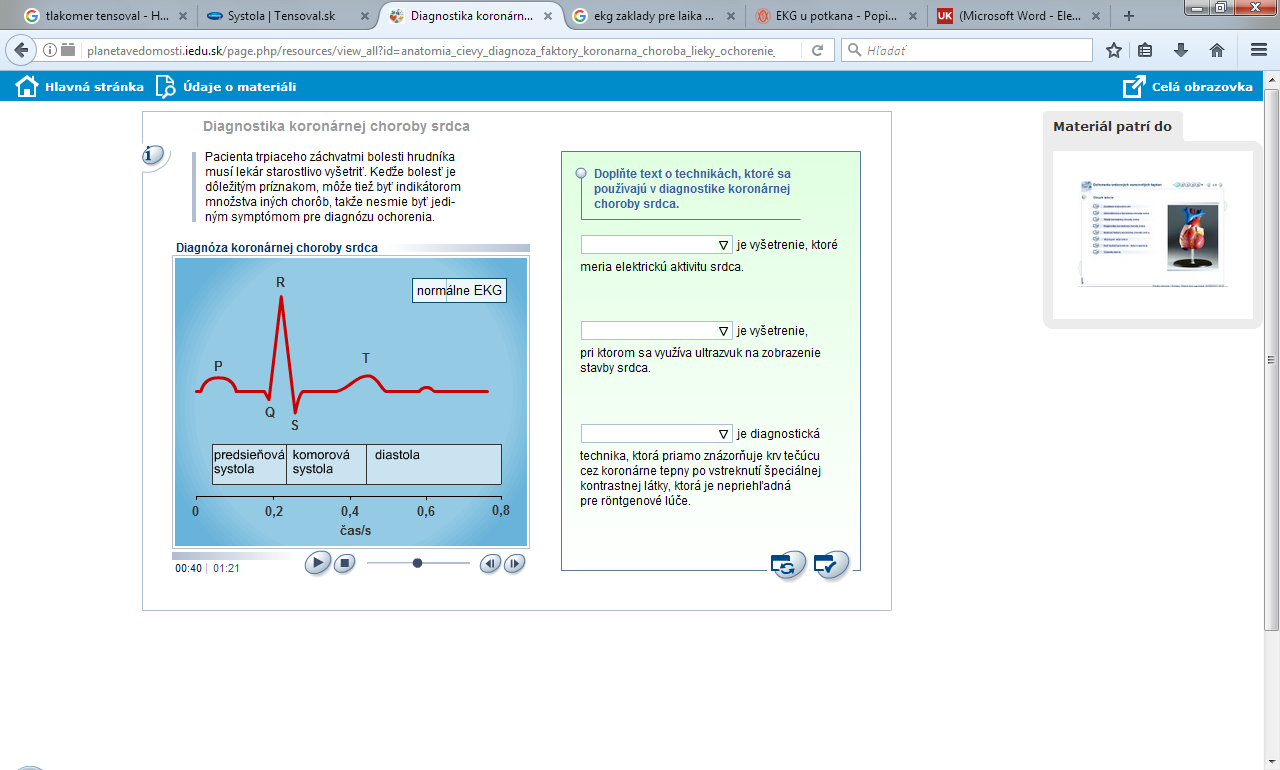 tlakomer tensoval - H...
Systola | Tensoval.sk
Diagnostika koronárn...
ekg zaklady pre laika ...
EKG u potkana - Popi...
UK (Microsoft Word - Ele...
planetavedomosti.iedu.sk/page.php/resources/view_all?id=anatomia_cievy_diagnoza_faktory_koronarna_choroba_lieky_ochorenie_
Hľadať
Hlavná stránka
Údaje o materiáli
Celá obrazovka
Diagnostika koronárnej choroby srdca
Pacienta trpiaceho záchvatmi bolesti hrudníka
musí lekár starostlivo vyšetriť. Keďže bolesť je
dôležitým príznakom, môže tiež byť indikátorom
množstva iných chorôb, takže nemôže byť jedi-
ným symptómom pre diagnózu ochorenia.
Diagnóza koronárnej choroby srdca
normálne EKG
R
P
T
Q
S
predsieňová
systola
komorová
systola
diastola
0
0,2
0,4
0,6
0,8
čas/s
00:40 | 01:21
Doplňte text o technikách, ktoré sa
používajú v diagnostike koronárnej
choroby srdca.
je vyšetrenie, ktoré
meria elektrickú aktivitu srdca.
je vyšetrenie,
pri ktorom sa využíva ultrazvuk na zobrazenie
stavby srdca.
je diagnostická
technika, ktorá priamo znázorňuje krv tečúcu
cez koronárne tepny po vstreknutí špeciálnej
kontrastnej látky, ktorá je nepriehľadná
pre röntgenové lúče.
Materiál patrí do